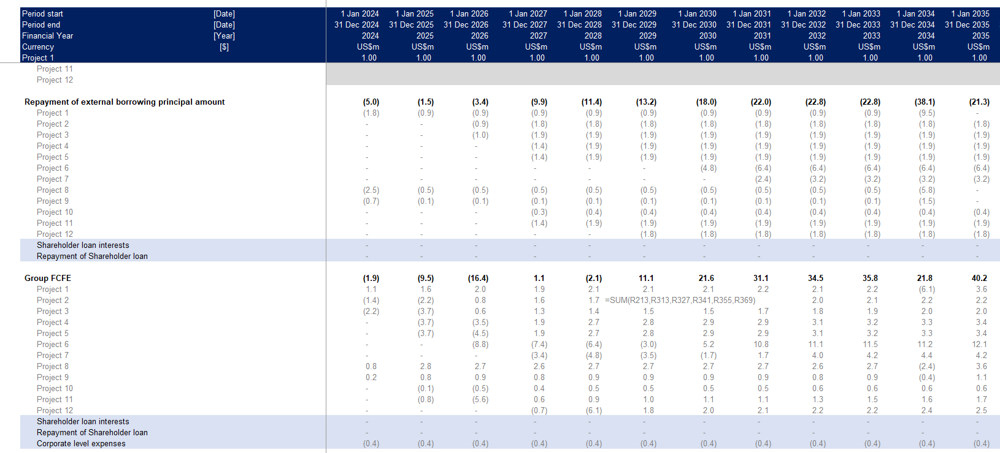 Period start [Date] 1 Jan 2024 1 Jan 2025 1 Jan 2026 1 Jan 2027 1 Jan 2028 1 Jan 2029 1 Jan 2030 1 Jan 2031 1 Jan 2032 1 Jan 2033 1 Jan 2034 1 Jan 2035
Period end [Date] 31 Dec 2024 31 Dec 2025 31 Dec 2026 31 Dec 2027 31 Dec 2028 31 Dec 2029 31 Dec 2030 31 Dec 2031 31 Dec 2032 31 Dec 2033 31 Dec 2034 31 Dec 2035
Financial Year [Year] 2024 2025 2026 2027 2028 2029 2030 2031 2032 2033 2034 2035
Currency [$] US$m US$m US$m US$m US$m US$m US$m US$m US$m US$m US$m US$m
Project 1 1.00 1.00 1.00 1.00 1.00 1.00 1.00 1.00 1.00 1.00 1.00 1.00
Project 11
Project 12
Repayment of external borrowing principal amount (5.0) (1.5) (3.4) (9.9) (11.4) (13.2) (18.0) (22.0) (22.8) (22.8) (38.1) (21.3)
Project 1 (1.8) (0.9) (0.9) (0.9) (0.9) (0.9) (0.9) (0.9) (0.9) (0.9) (9.5) -
Project 2 - - (0.9) (1.8) (1.8) (1.8) (1.8) (1.8) (1.8) (1.8) (1.8) (1.8)
Project 3 - - (1.0) (1.9) (1.9) (1.9) (1.9) (1.9) (1.9) (1.9) (1.9) (1.9)
Project 4 - - - (1.4) (1.9) (1.9) (1.9) (1.9) (1.9) (1.9) (1.9) (1.9)
Project 5 - - - (1.4) (1.9) (1.9) (1.9) (1.9) (1.9) (1.9) (1.9) (1.9)
Project 6 - - - - - - (4.8) (6.4) (6.4) (6.4) (6.4) (6.4)
Project 7 - - - - - - - (2.4) (3.2) (3.2) (3.2) (3.2)
Project 8 (2.5) (0.5) (0.5) (0.5) (0.5) (0.5) (0.5) (0.5) (0.5) (0.5) (5.8) -
Project 9 (0.7) (0.1) (0.1) (0.1) (0.1) (0.1) (0.1) (0.1) (0.1) (0.1) (1.5) -
Project 10 - - - (0.3) (0.4) (0.4) (0.4) (0.4) (0.4) (0.4) (0.4) (0.4)
Project 11 - - - (1.4) (1.9) (1.9) (1.9) (1.9) (1.9) (1.9) (1.9) (1.9)
Project 12 - - - - - (1.8) (1.8) (1.8) (1.8) (1.8) (1.8) (1.8)
Shareholder loan interests - - - - - - - - - - - -
Repayment of Shareholder loan - - - - - - - - - - - -
Group FCFE (1.9) (9.5) (16.4) 1.1 (2.1) 11.1 21.6 31.1 34.5 35.8 21.8 40.2
Project 1 1.1 1.6 2.0 1.9 2.1 2.1 2.1 2.2 2.1 2.2 (6.1) 3.6
Project 2 (1.4) (2.2) 0.8 1.6 1.7 =SUM(R213,R313,R327,R341,R355,R369) 2.0 2.1 2.2 2.2
Project 3 (2.2) (3.7) 0.6 1.3 1.4 1.5 1.5 1.7 1.8 1.9 2.0 2.0
Project 4 - (3.7) (3.5) 1.9 2.7 2.8 2.9 2.9 3.1 3.2 3.3 3.4
Project 5 - (3.7) (4.5) 1.9 2.7 2.8 2.9 2.9 3.1 3.2 3.3 3.4
Project 6 - - (8.8) (7.4) (6.4) (3.0) 5.2 10.8 11.1 11.5 11.2 12.1
Project 7 - - - (3.4) (4.8) (3.5) (1.7) 1.7 4.0 4.2 4.4 4.2
Project 8 0.8 2.8 2.7 2.6 2.7 2.7 2.7 2.7 2.6 2.7 (2.4) 3.6
Project 9 0.2 0.8 0.9 0.8 0.9 0.9 0.9 0.9 0.8 0.9 (0.4) 1.1
Project 10 - (0.1) (0.5) 0.4 0.5 0.5 0.5 0.5 0.6 0.6 0.6 0.6
Project 11 - (0.8) (5.6) 0.6 0.9 1.0 1.1 1.1 1.3 1.5 1.6 1.7
Project 12 - - - (0.7) (6.1) 1.8 2.0 2.1 2.2 2.2 2.4 2.5
Shareholder loan interests - - - - - - - - - - - -
Repayment of Shareholder loan - - - - - - - - - - - -
Corporate level expenses (0.4) (0.4) (0.4) (0.4) (0.4) (0.4) (0.4) (0.4) (0.4) (0.4) (0.4) (0.4)